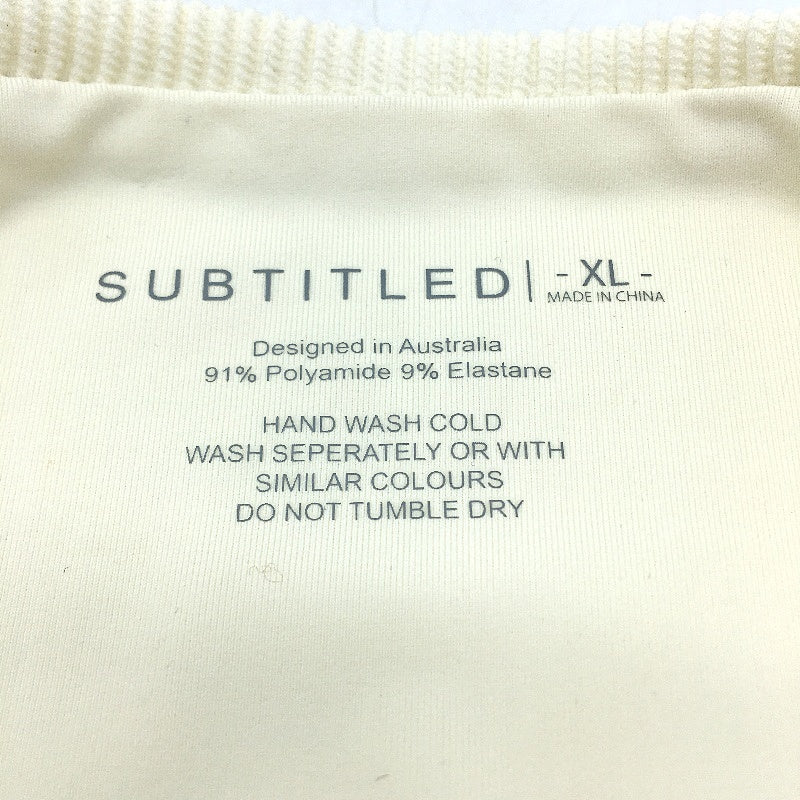 SUBTITLED | - XL -
MADE IN CHINA
Designed in Australia
91% Polyamide 9% Elastane
HAND WASH COLD
WASH SEPERATELY OR WITH
SIMILAR COLOURS
DO NOT TUMBLE DRY